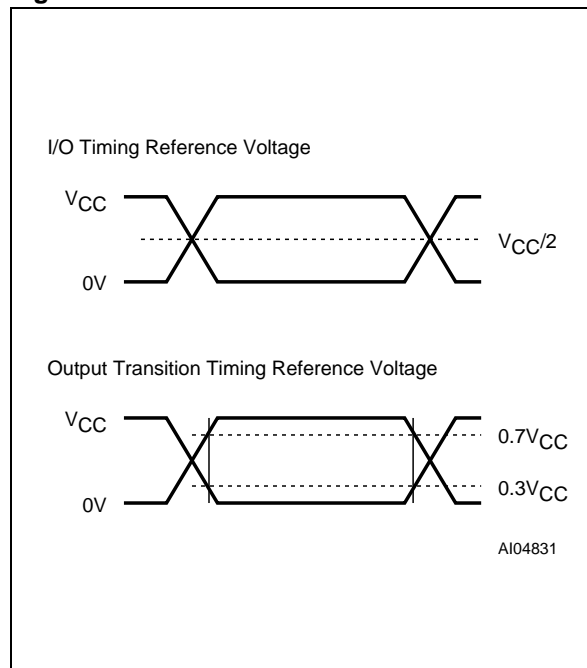 I/O Timing Reference Voltage
VCC
VCC/2
0V
Output Transition Timing Reference Voltage
VCC
0.7VCC
0.3VCC
0V
AI04831